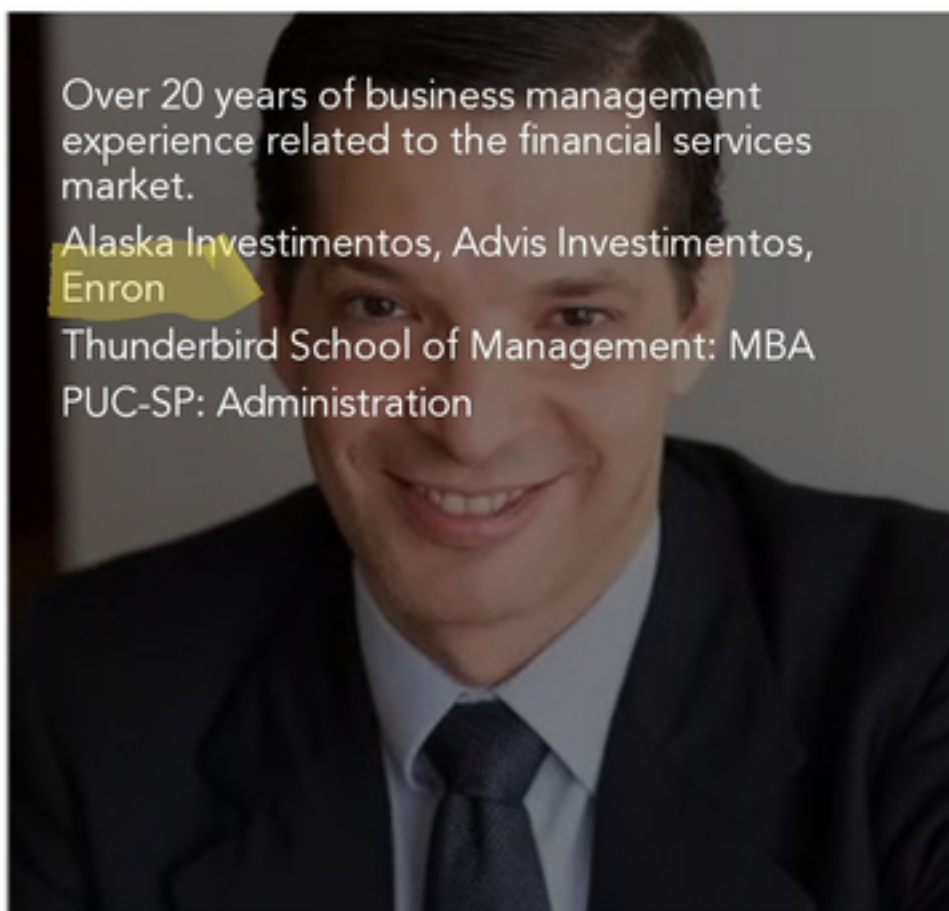 Over 20 years of business management
experience related to the financial services
market.
Alaska Investimentos, Advis Investimentos,
Enron
Thunderbird School of Management: MBA
PUC-SP: Administration